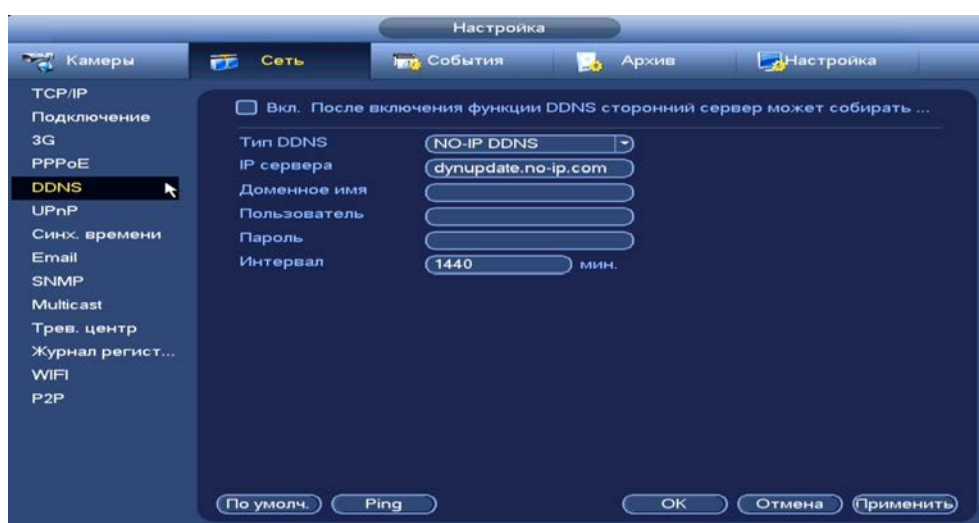 Настройка
Камеры
Сеть
События
Архив
Настройка
TCP/IP
Подключение
3G
PPPoE
DDNS
UPnP
Синх. времени
Email
SNMP
Multicast
Трев. центр
Журнал регист...
WIFI
P2P
Вкл. После включения функции DDNS сторонний сервер может собирать ...
Тип DDNS NO-IP DDNS
IP сервера dynupdate.no-ip.com
Доменное имя
Пользователь
Пароль
Интервал 1440 мин.
По умолч. Ping OK Отмена Применить